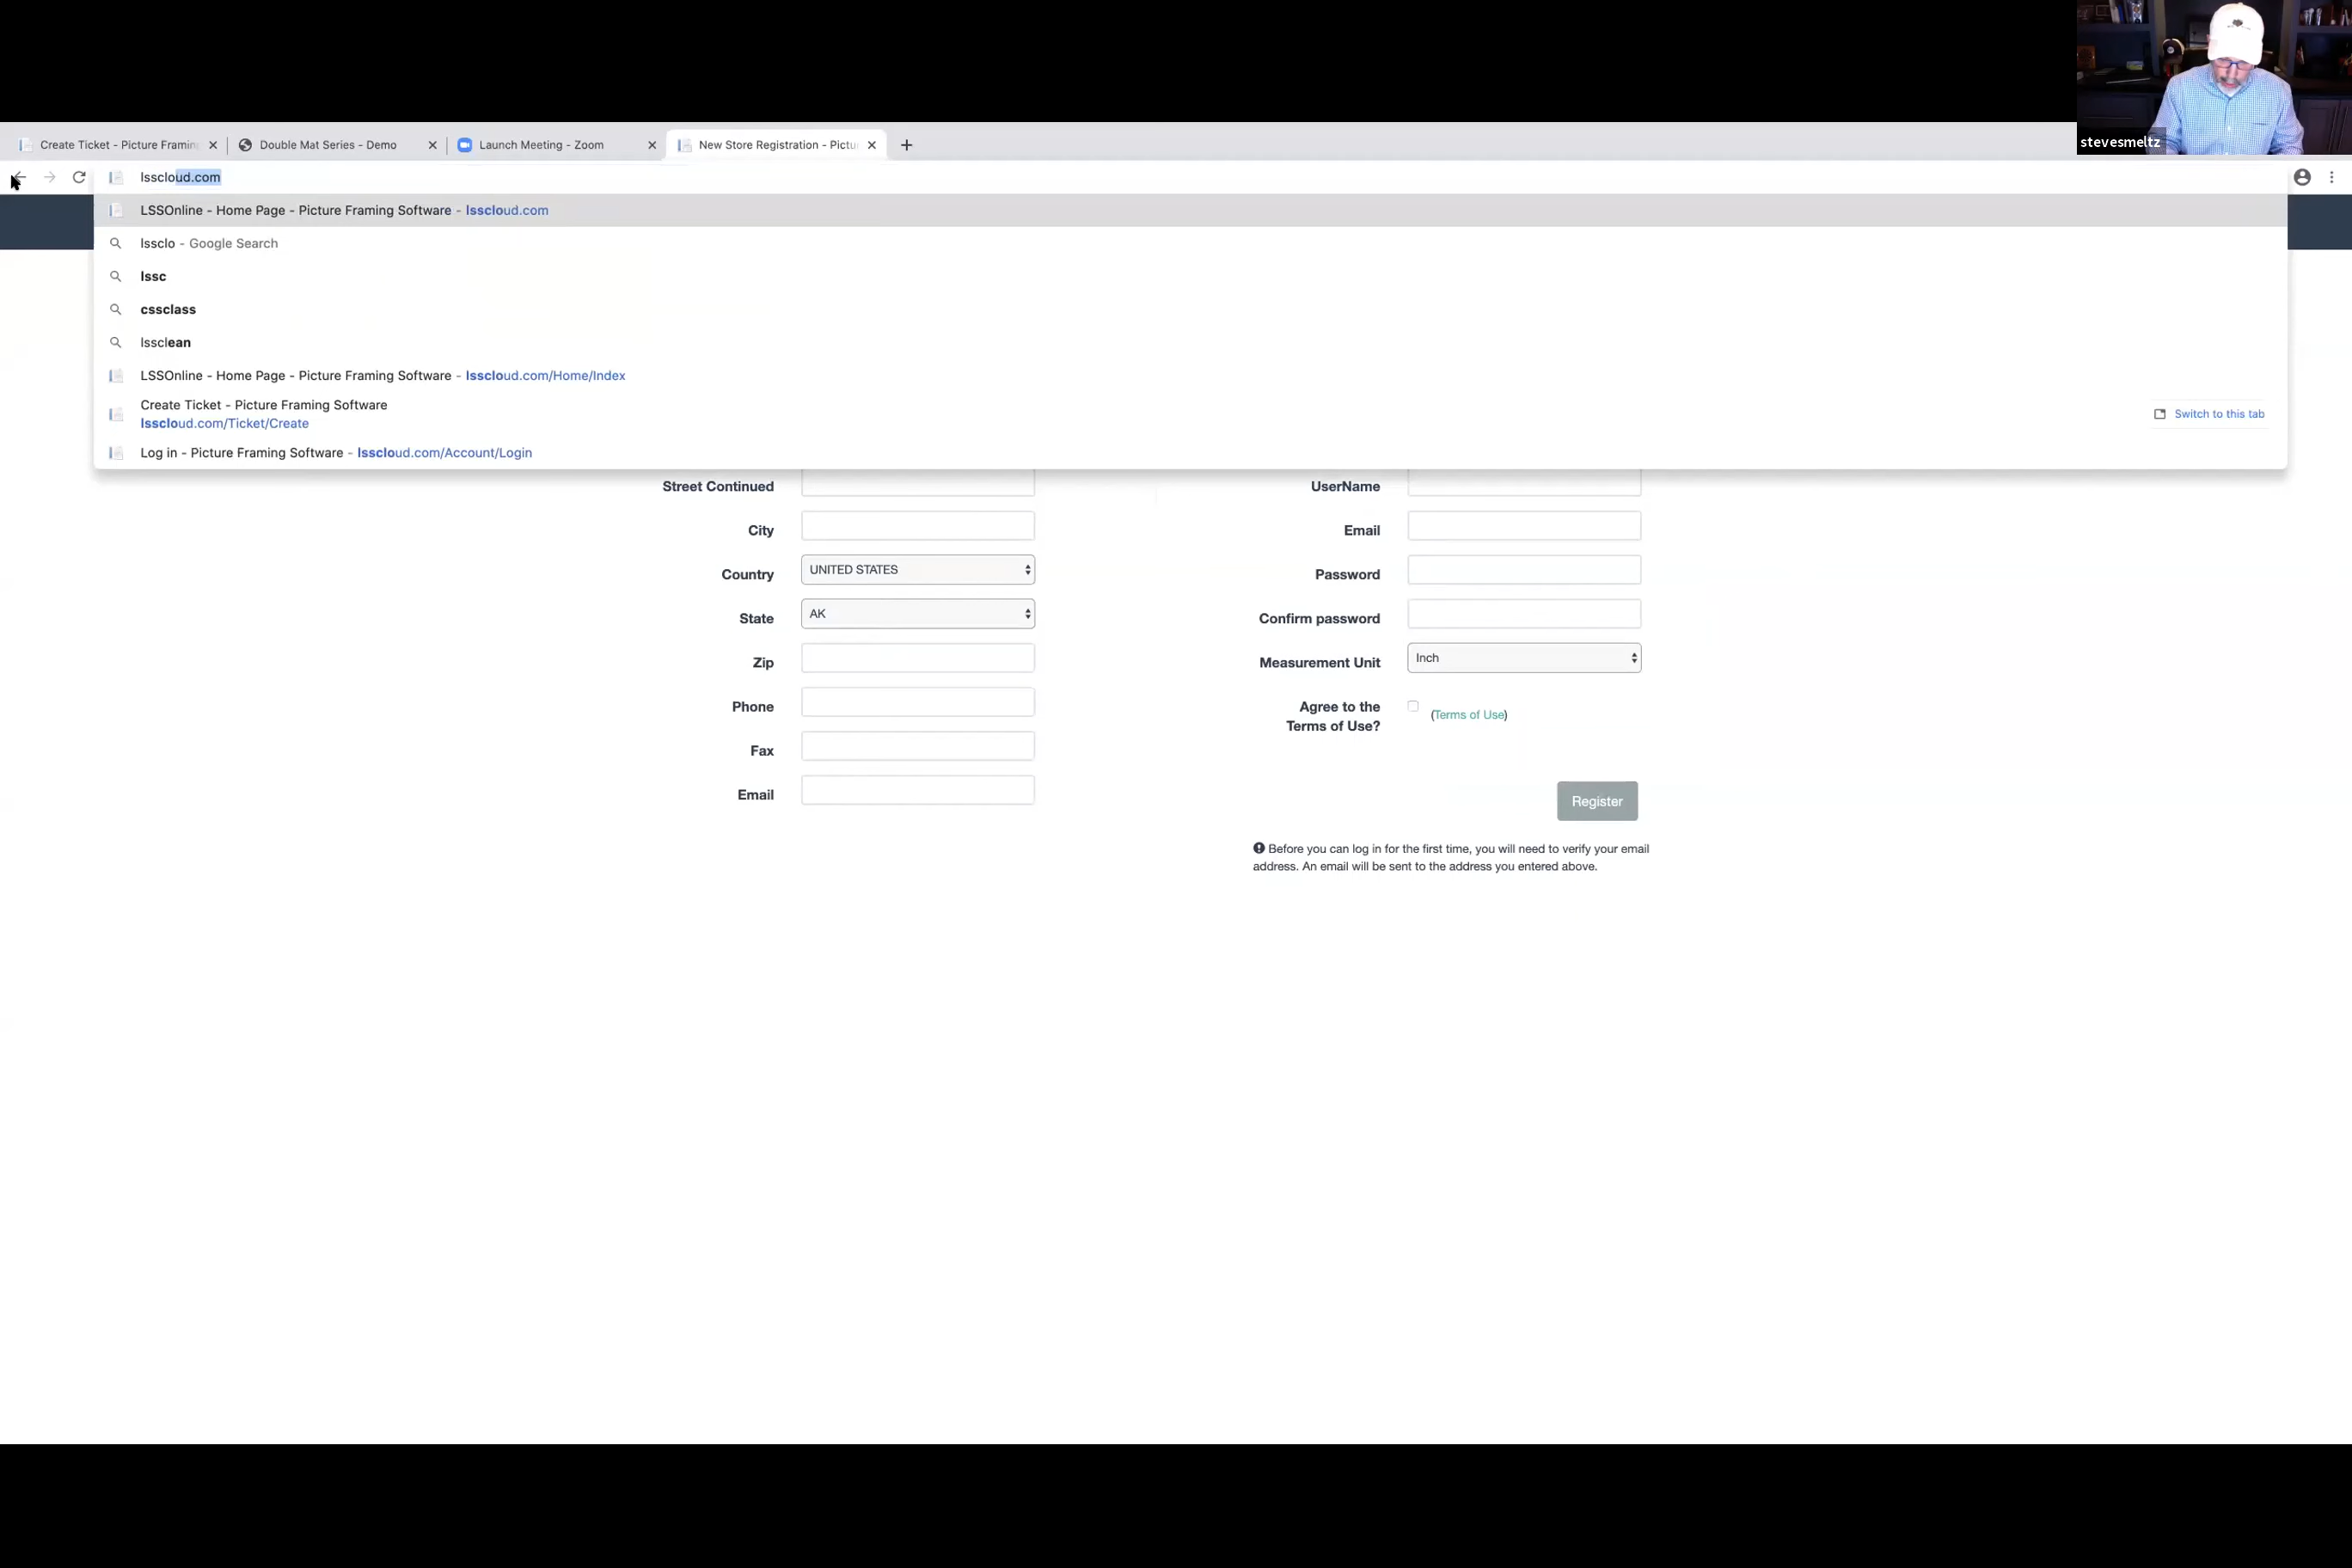 Create Ticket - Picture Framin
Double Mat Series - Demo
Launch Meeting - Zoom
New Store Registration - Pictu
stevesmeltz
lsscloud.com
LSSOnline - Home Page - Picture Framing Software - lsscloud.com
lssclo - Google Search
lssc
cssclass
lssclean
LSSOnline - Home Page - Picture Framing Software - lsscloud.com/Home/Index
Create Ticket - Picture Framing Software
lsscloud.com/Ticket/Create
Switch to this tab
Log in - Picture Framing Software - lsscloud.com/Account/Login
Street Continued
City
Country UNITED STATES
State AK
Zip
Phone
Fax
Email
UserName
Email
Password
Confirm password
Measurement Unit Inch
Agree to the
Terms of Use?
(Terms of Use)
Register
Before you can log in for the first time, you will need to verify your email
address. An email will be sent to the address you entered above.